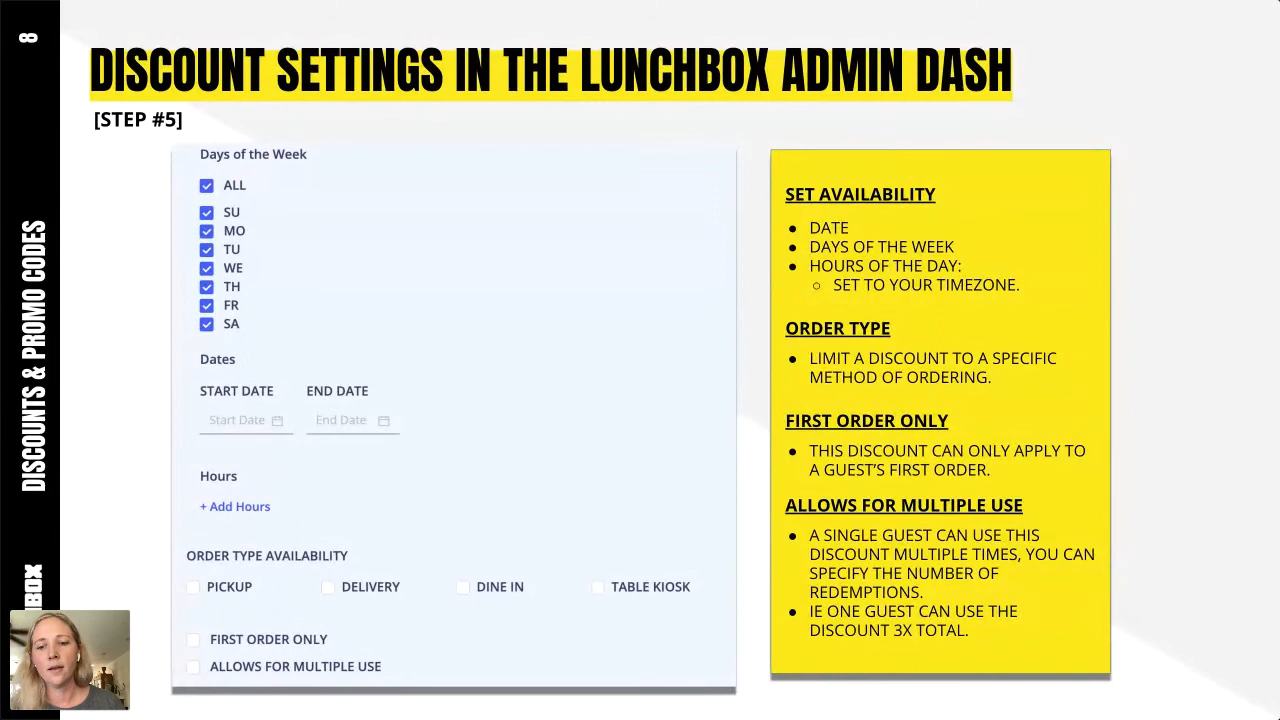 8
DISCOUNTS & PROMO CODES
DISCOUNT SETTINGS IN THE LUNCHBOX ADMIN DASH
[STEP #5]
Days of the Week
ALL
SU
MO
TU
WE
TH
FR
SA
Dates
START DATE END DATE
Start Date End Date
Hours
+ Add Hours
ORDER TYPE AVAILABILITY
PICKUP DELIVERY DINE IN TABLE KIOSK
FIRST ORDER ONLY
ALLOWS FOR MULTIPLE USE
SET AVAILABILITY
● DATE
● DAYS OF THE WEEK
● HOURS OF THE DAY:
○ SET TO YOUR TIMEZONE.
ORDER TYPE
● LIMIT A DISCOUNT TO A SPECIFIC
METHOD OF ORDERING.
FIRST ORDER ONLY
● THIS DISCOUNT CAN ONLY APPLY TO
A GUEST'S FIRST ORDER.
ALLOWS FOR MULTIPLE USE
● A SINGLE GUEST CAN USE THIS
DISCOUNT MULTIPLE TIMES, YOU CAN
SPECIFY THE NUMBER OF
REDEMPTIONS.
● IE ONE GUEST CAN USE THE
DISCOUNT 3X TOTAL.